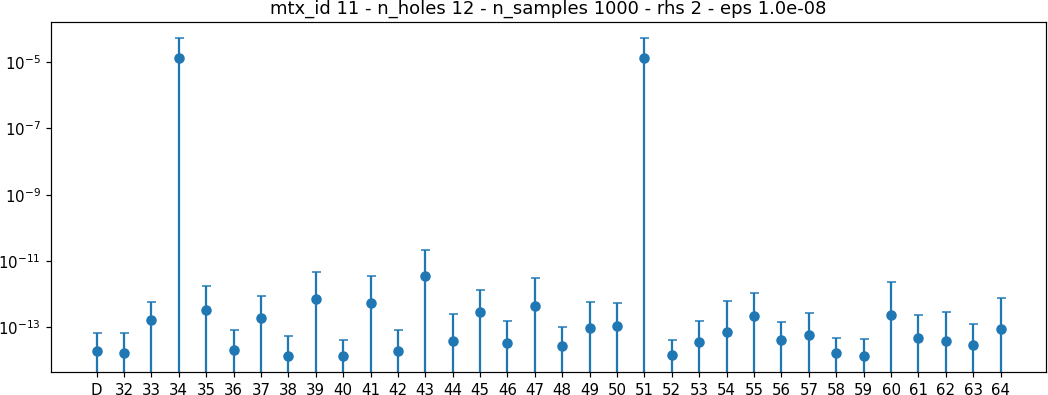 mtx_id 11 - n_holes 12 - n_samples 1000 - rhs 2 - eps 1.0e-08
10⁻⁵
10⁻⁷
10⁻⁹
10⁻¹¹
10⁻¹³
D 32 33 34 35 36 37 38 39 40 41 42 43 44 45 46 47 48 49 50 51 52 53 54 55 56 57 58 59 60 61 62 63 64